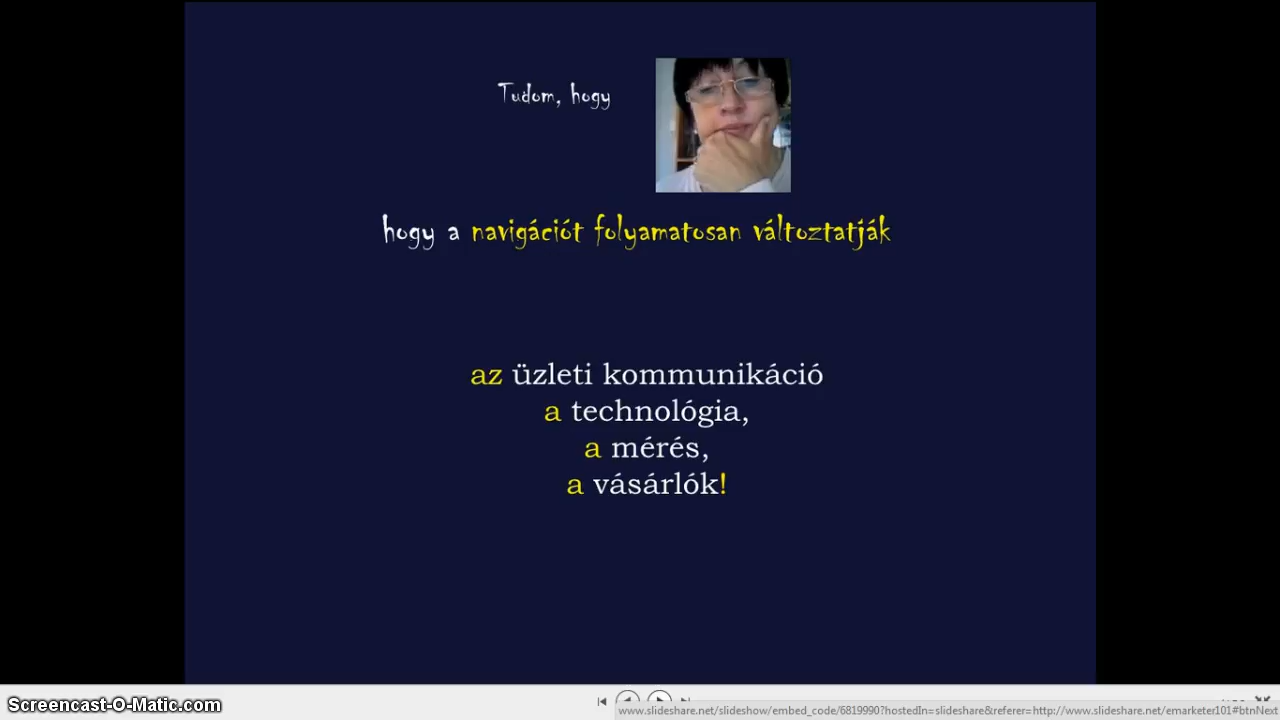 Tudom, hogy
hogy a navigációt folyamatosan változtatják
az üzleti kommunikáció
a technológia,
a mérés,
a vásárlók!
Screencast-O-Matic.com
www.slideshare.net/slideshow/embed_code/6819990?hostedIn=slideshare&referer=http://www.slideshare.net/emarketer101#btnNext